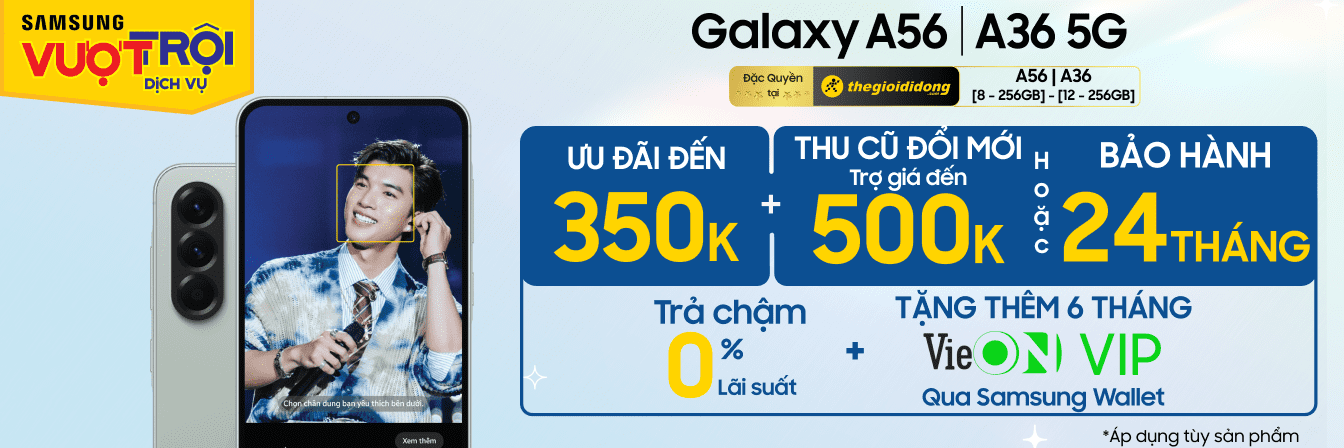 SAMSUNG
VƯỢT TRỘI
DỊCH VỤ
Galaxy A56 | A36 5G
Đặc Quyền
tại
thegioididong
.com
A56 | A36
[8 - 256GB] - [12 - 256GB]
ƯU ĐÃI ĐẾN
350K
+
THU CŨ ĐỔI MỚI
Trợ giá đến
500K
Hoặc
BẢO HÀNH
24 THÁNG
Trả chậm
0%
Lãi suất
+
TẶNG THÊM 6 THÁNG
VieON VIP
Qua Samsung Wallet
*Áp dụng tùy sản phẩm
Chọn chân dung bạn yêu thích bên dưới.
Xem thêm